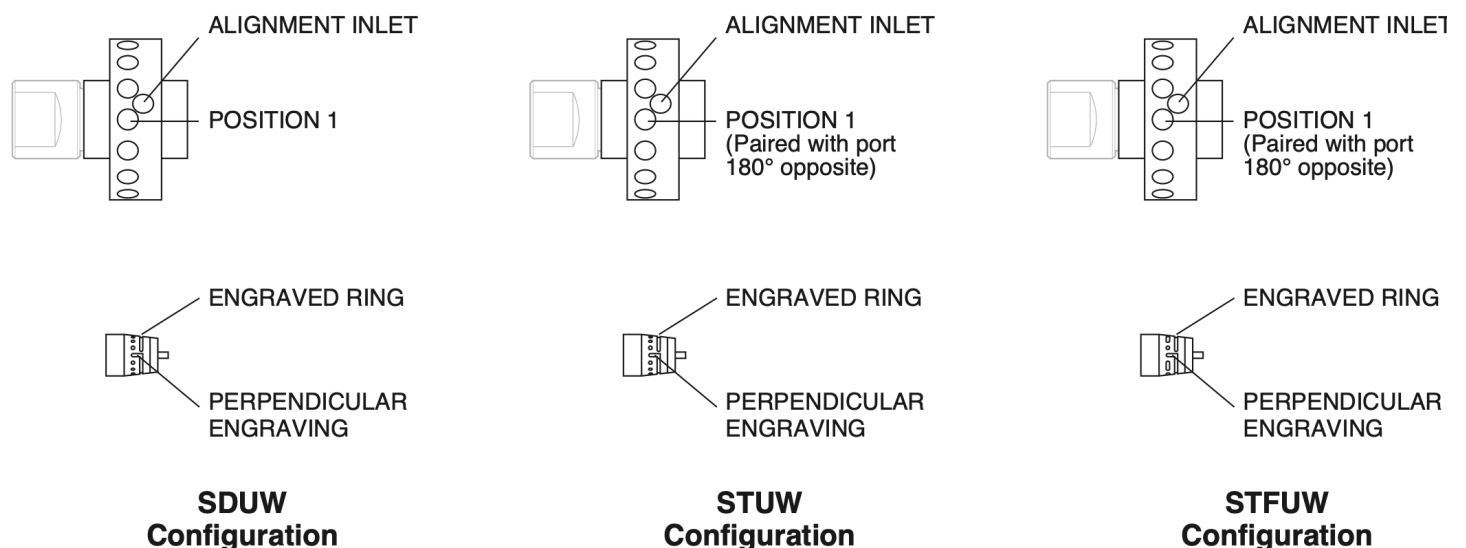 ALIGNMENT INLET
POSITION 1
ENGRAVED RING
PERPENDICULAR
ENGRAVING
SDUW
Configuration
ALIGNMENT INLET
POSITION 1
(Paired with port
180° opposite)
ENGRAVED RING
PERPENDICULAR
ENGRAVING
STUW
Configuration
ALIGNMENT INLET
POSITION 1
(Paired with port
180° opposite)
ENGRAVED RING
PERPENDICULAR
ENGRAVING
STFUW
Configuration